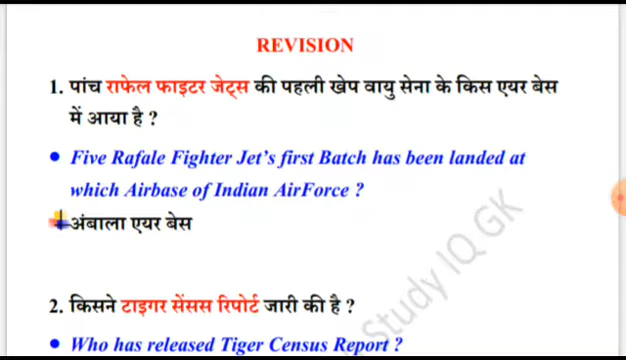 REVISION
1. पांच राफेल फाइटर जेट्स की पहली खेप वायु सेना के किस एयर बेस
में आया है ?
• Five Rafale Fighter Jet's first Batch has been landed at
which Airbase of Indian AirForce ?
अंबाला एयर बेस
2. किसने टाइगर सेंसस रिपोर्ट जारी की है ?
• Who has released Tiger Census Report ?
Study IQ GK